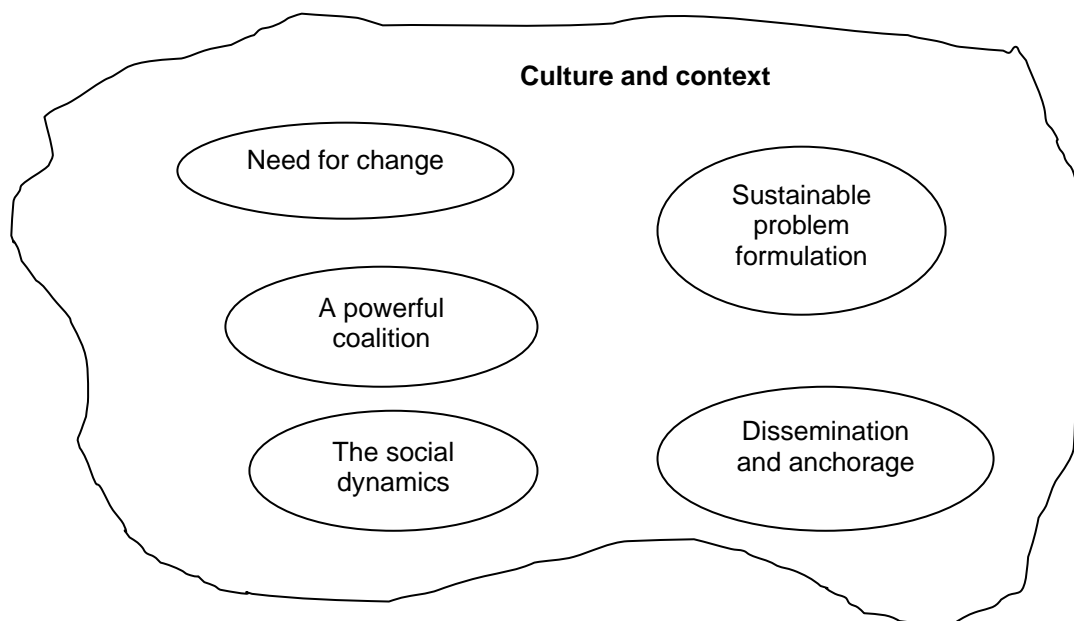 Culture and context
Need for change
Sustainable
problem
formulation
A powerful
coalition
The social
dynamics
Dissemination
and anchorage